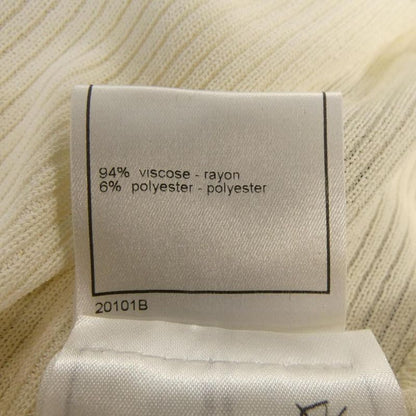 94% viscose - rayon
6% polyester - polyester
20101B